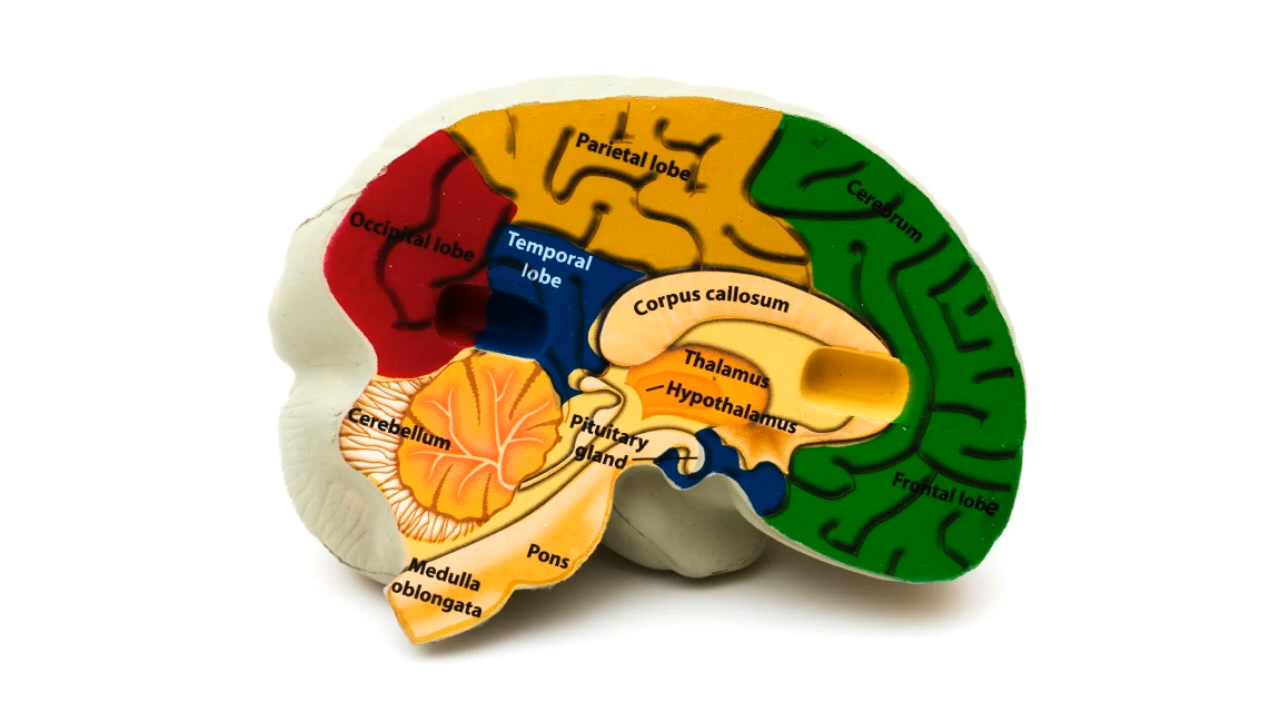 Parietal lobe
Cerebrum
Occipital lobe
Temporal
lobe
Corpus callosum
Thalamus
Hypothalamus
Cerebellum
Pituitary
gland
Frontal lobe
Pons
Medulla
oblongata